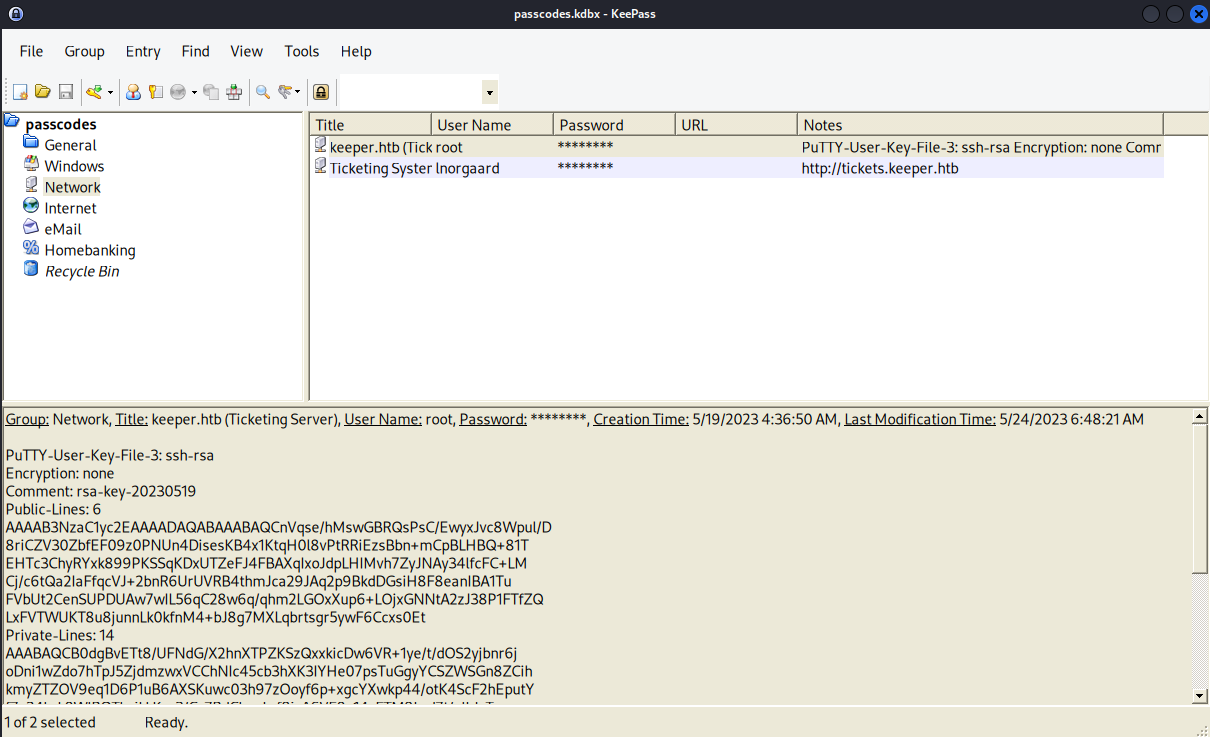 passcodes.kdbx - KeePass
File Group Entry Find View Tools Help
passcodes
General
Windows
Network
Internet
eMail
Homebanking
Recycle Bin
Title User Name Password URL Notes
keeper.htb (Tick root ******** PuTTY-User-Key-File-3: ssh-rsa Encryption: none Comr
Ticketing Syster lnorgaard ******** http://tickets.keeper.htb
Group: Network, Title: keeper.htb (Ticketing Server), User Name: root, Password: ********, Creation Time: 5/19/2023 4:36:50 AM, Last Modification Time: 5/24/2023 6:48:21 AM
PuTTY-User-Key-File-3: ssh-rsa
Encryption: none
Comment: rsa-key-20230519
Public-Lines: 6
AAAAB3NzaC1yc2EAAAADAQABAAABAQCnVqse/hMswGBRQsPsC/EwyxJvc8Wpul/D
8riCZV30ZbfEF09z0PNUn4DisesKB4x1KtqH0l8vPtRRiEzsBbn+mCpBLHBQ+81T
EHTc3ChyRYxk899PKSSqKDxUTZeFJ4FBAXqIxoJdpLHIMvh7ZyJNAy34lfcFC+LM
Cj/c6tQa2IaFfqcVJ+2bnR6UrUVRB4thmJca29JAq2p9BkdDGsiH8F8eanIBA1Tu
FVbUt2CenSUPDUAw7wIL56qC28w6q/qhm2LGOxXup6+LOjxGNNtA2zJ38P1FTfZQ
LxFVTWUKT8u8junnLk0kfnM4+bJ8g7MXLqbrtsgr5ywF6Ccxs0Et
Private-Lines: 14
AAABAQCB0dgBvETt8/UFNdG/X2hnXTPZKSzQxxkicDw6VR+1ye/t/dOS2yjbnr6j
oDni1wZdo7hTpJ5ZjdmzwxVCChNIc45cb3hXK3IYHe07psTuGgyYCSZWSGn8ZCih
kmyZTZOV9eq1D6P1uB6AXSKuwc03h97zOoyf6p+xgcYXwkp44/otK4ScF2hEputY
1 of 2 selected Ready.